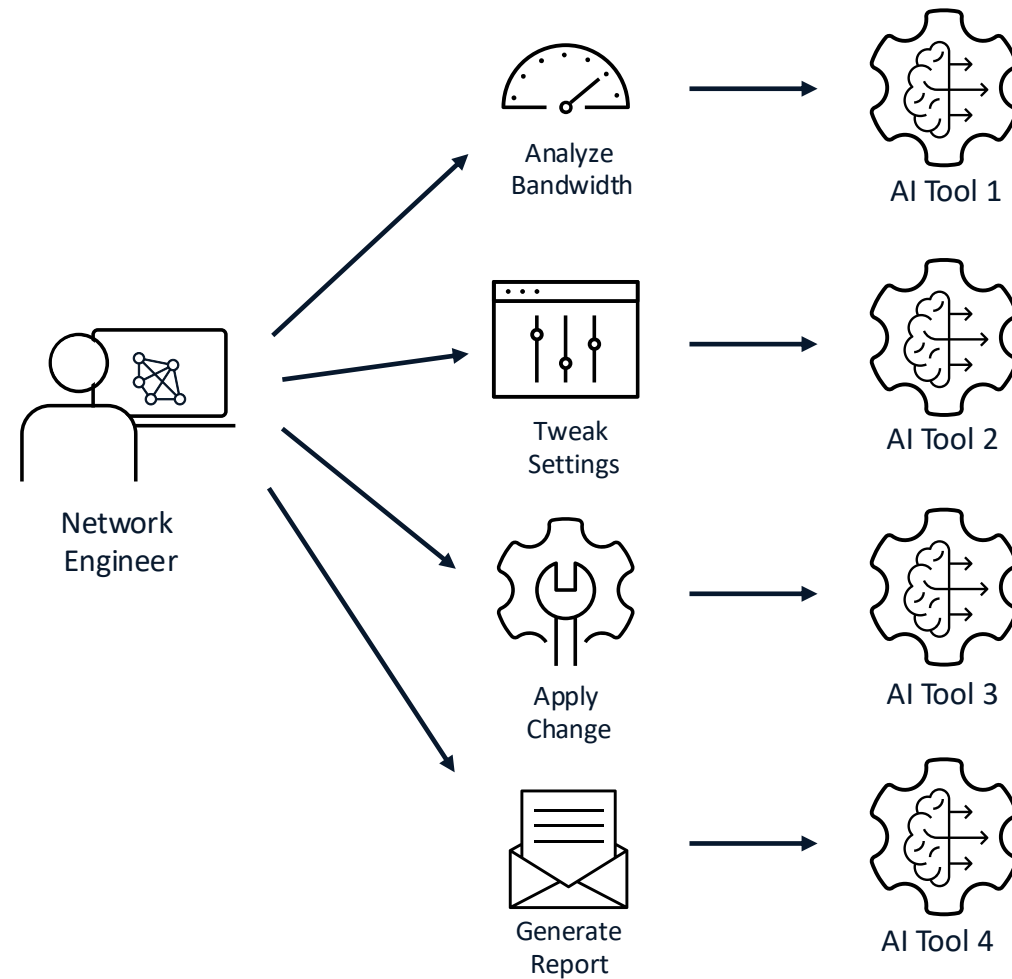 Analyze
Bandwidth
AI Tool 1
Tweak
Settings
AI Tool 2
Network
Engineer
Apply
Change
AI Tool 3
Generate
Report
AI Tool 4